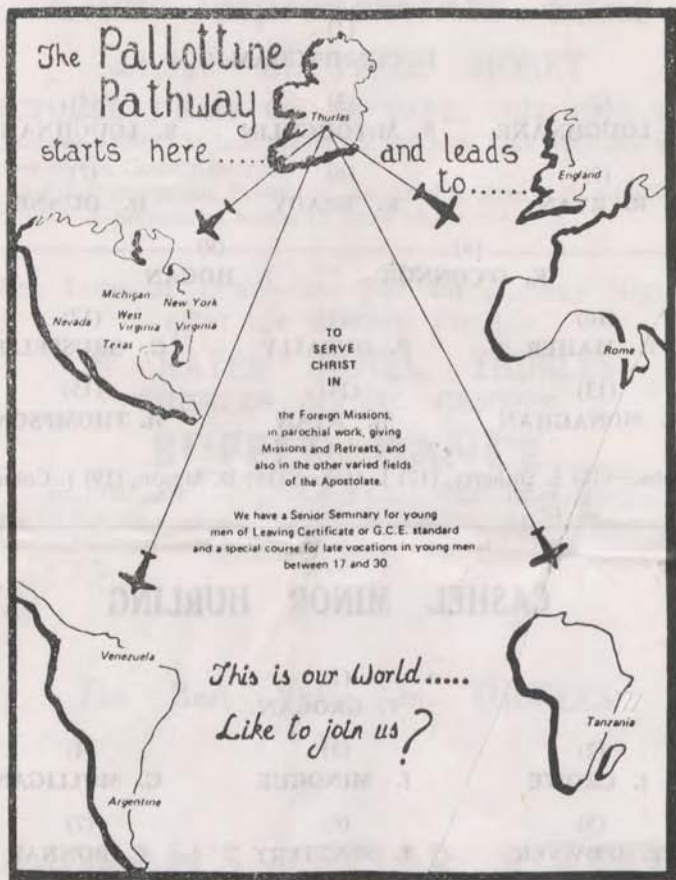 The Pallottine
Pathway
Thurles
starts here..... and leads
to......
England
Michigan New York
Nevada West Virginia Virginia
Texas
Rome
TO
SERVE
CHRIST
IN
the Foreign Missions,
in parochial work, giving
Missions and Retreats, and
also in the other varied fields
of the Apostolate.
We have a Senior Seminary for young
men of Leaving Certificate or G.C.E. standard
and a special course for late vocations in young men
between 17 and 30.
CASHEL MINOR HURLING
Venezuela
This is our World.....
Like to join us?
Tanzania
Argentine